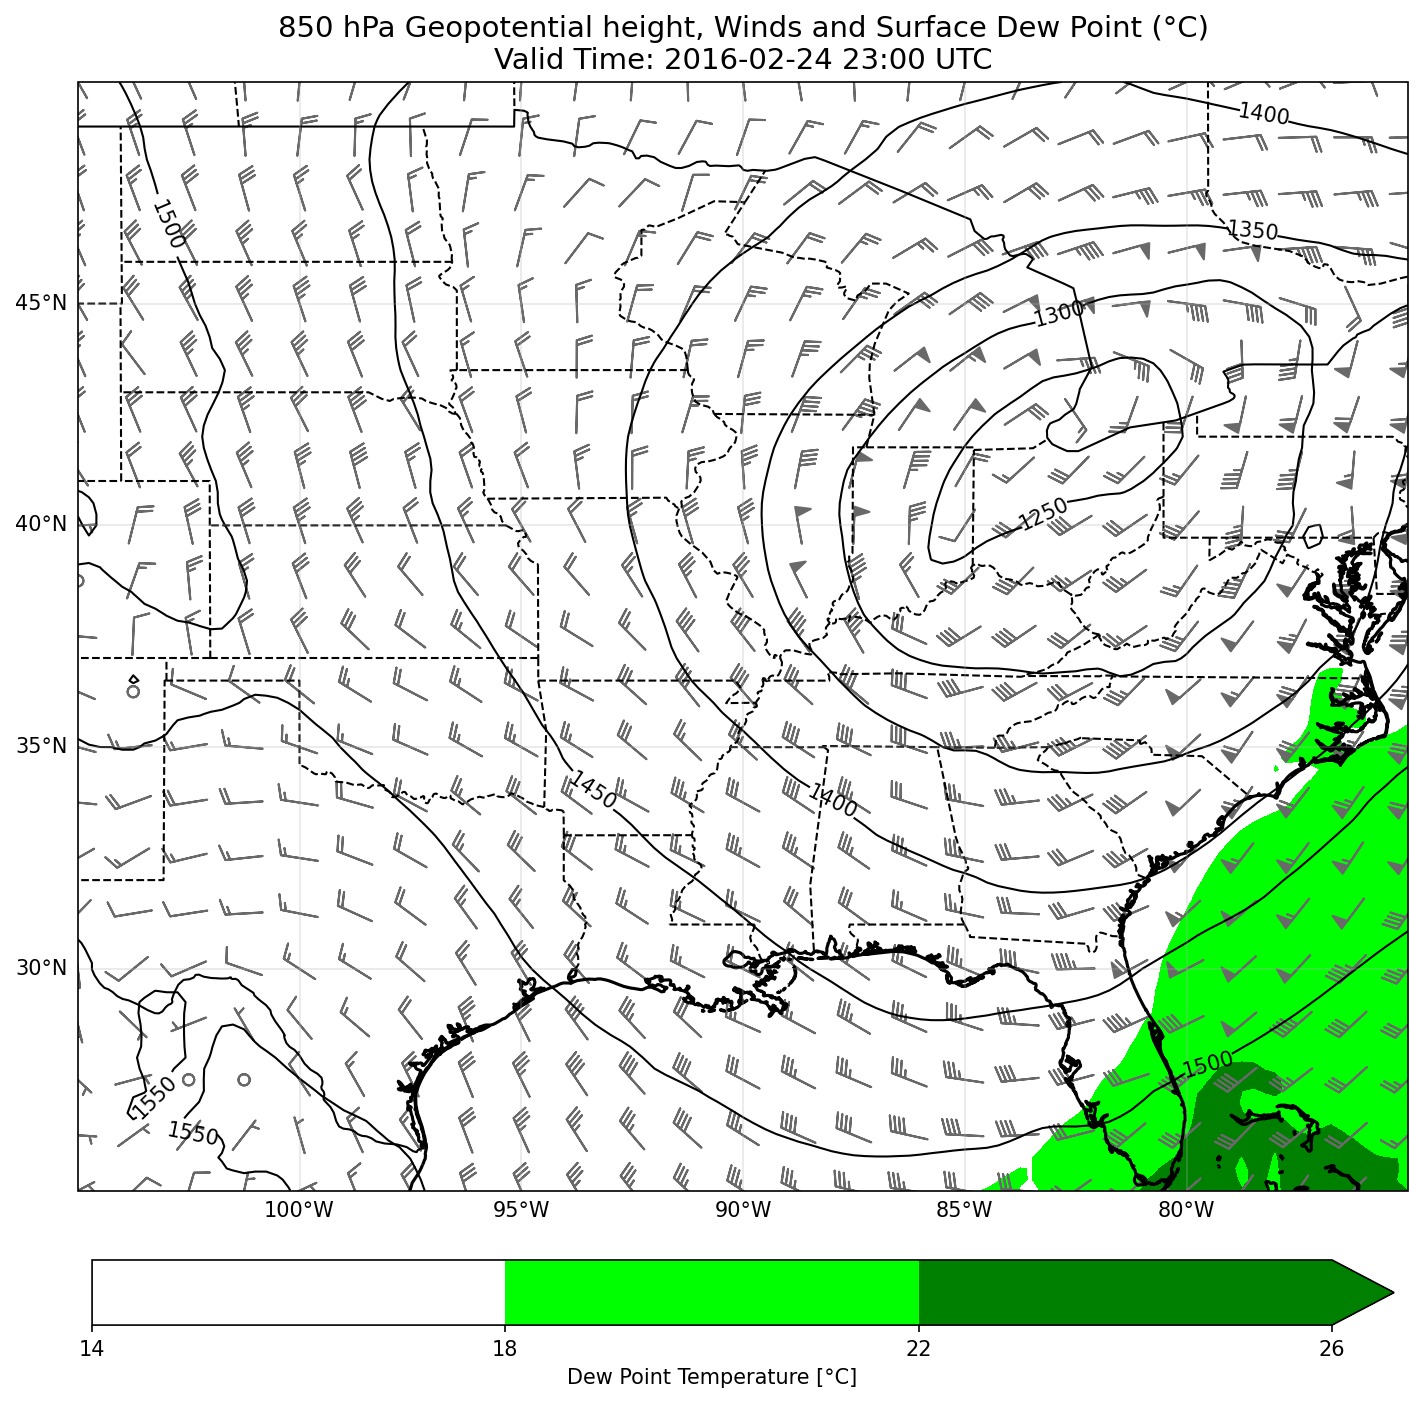 850 hPa Geopotential height, Winds and Surface Dew Point (°C)
Valid Time: 2016-02-24 23:00 UTC
1400
1500
1350
45°N
1300
40°N
1250
35°N
1450
1400
30°N
1500
1550
1550
100°W 95°W 90°W 85°W 80°W
14 18 22 26
Dew Point Temperature [°C]